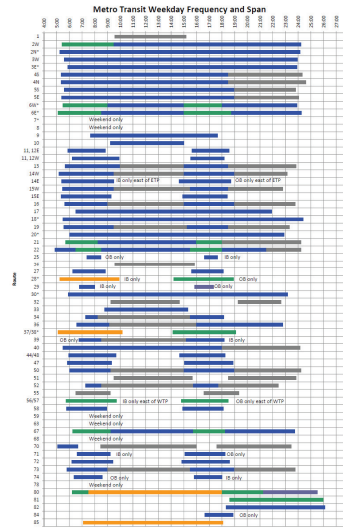 Metro Transit Weekday Frequency and Span
4:00 5:00 6:00 7:00 8:00 9:00 10:00 11:00 12:00 13:00 14:00 15:00 16:00 17:00 18:00 19:00 20:00 21:00 22:00 23:00 24:00 25:00 26:00 27:00
Route
1
2W
2N*
3W
3E*
4S
4N
5S
5E
6W*
6E*
7* Weekend only
8 Weekend only
9
10
11, 12E
11, 12W
13
14W
14E IB only east of ETP OB only east of ETP
15W
15E
16
17
18*
19
20*
21
22
25 OB only IB only
26
27
28* IB only OB only
29 IB only OB only
30*
32
33
34
36
37/38*
39 OB only IB only
40
44/48
47
50
51
52
55
56/57 IB only east of WTP OB only east of WTP
58
59 Weekend only
63 Weekend only
67
68 Weekend only
70
71 IB only OB only
72
73
74 OB only IB only
78 Weekend only
80
81
82
84 OB only
85